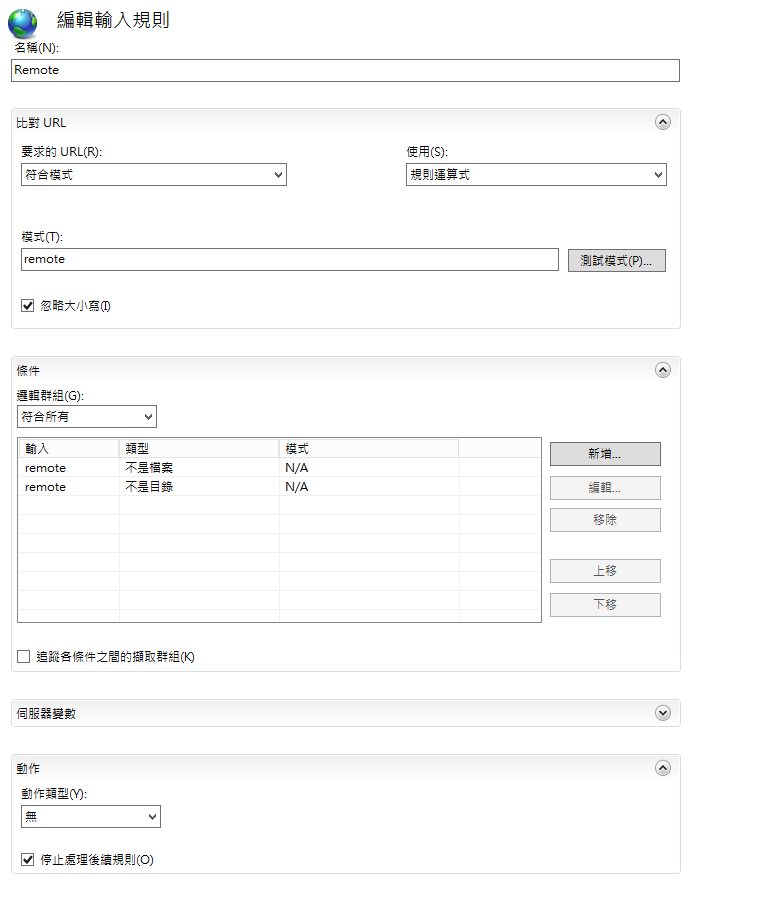 編輯輸入規則
名稱(N):
Remote
比對 URL
要求的 URL(R): 使用(S):
符合模式 規則運算式
模式(T):
remote 測試模式(P)...
忽略大小寫(I)
條件
邏輯群組(G):
符合所有
輸入 類型 模式 新增...
remote 不是檔案 N/A
remote 不是目錄 N/A 編輯...
移除
上移
下移
追蹤各條件之間的擷取群組(K)
伺服器變數
動作
動作類型(Y):
無
停止處理後續規則(O)